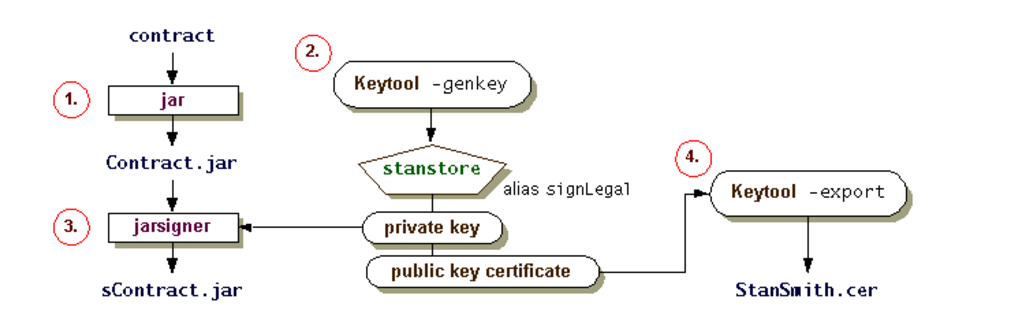 contract
1.
jar
Contract.jar
3.
jarsigner
sContract.jar
2.
Keytool -genkey
stanstore
alias signLegal
private key
public key certificate
4.
Keytool -export
StanSmith.cer